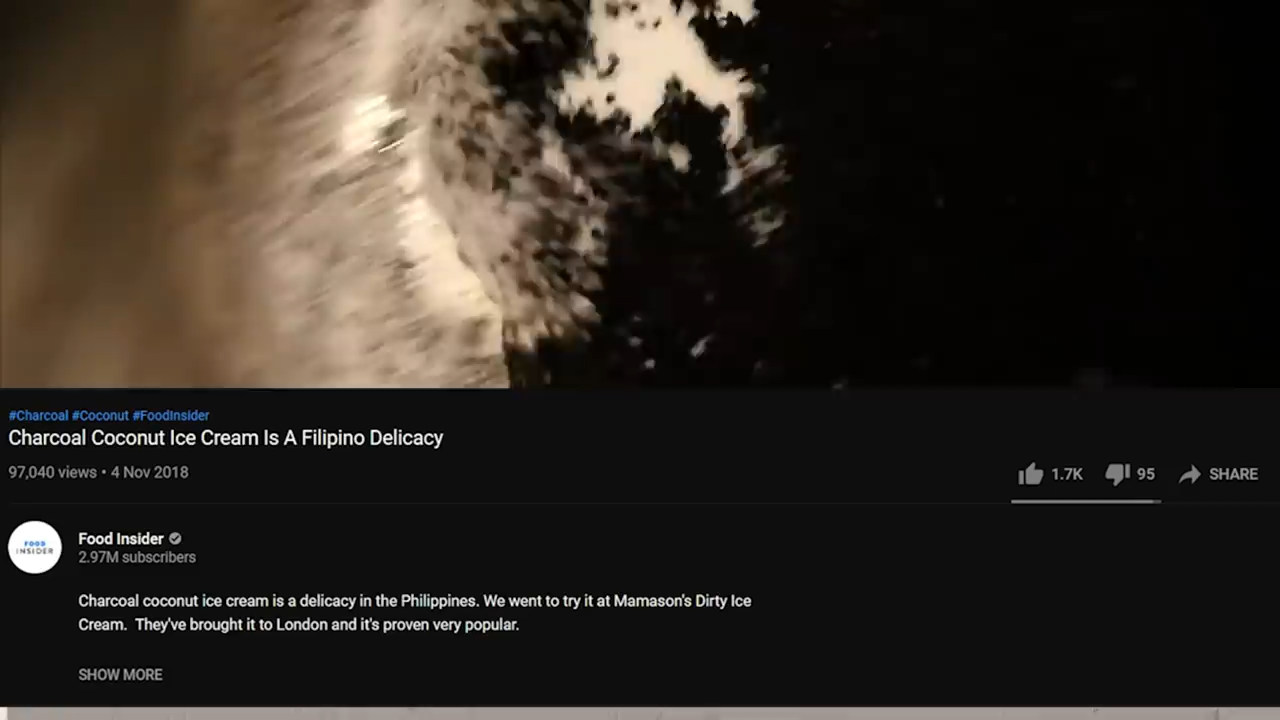 #Charcoal #Coconut #FoodInsider
Charcoal Coconut Ice Cream Is A Filipino Delicacy
97,040 views • 4 Nov 2018
1.7K 95 SHARE
FOOD
INSIDER
Food Insider
2.97M subscribers
Charcoal coconut ice cream is a delicacy in the Philippines. We went to try it at Mamason's Dirty Ice
Cream. They've brought it to London and it's proven very popular.
SHOW MORE